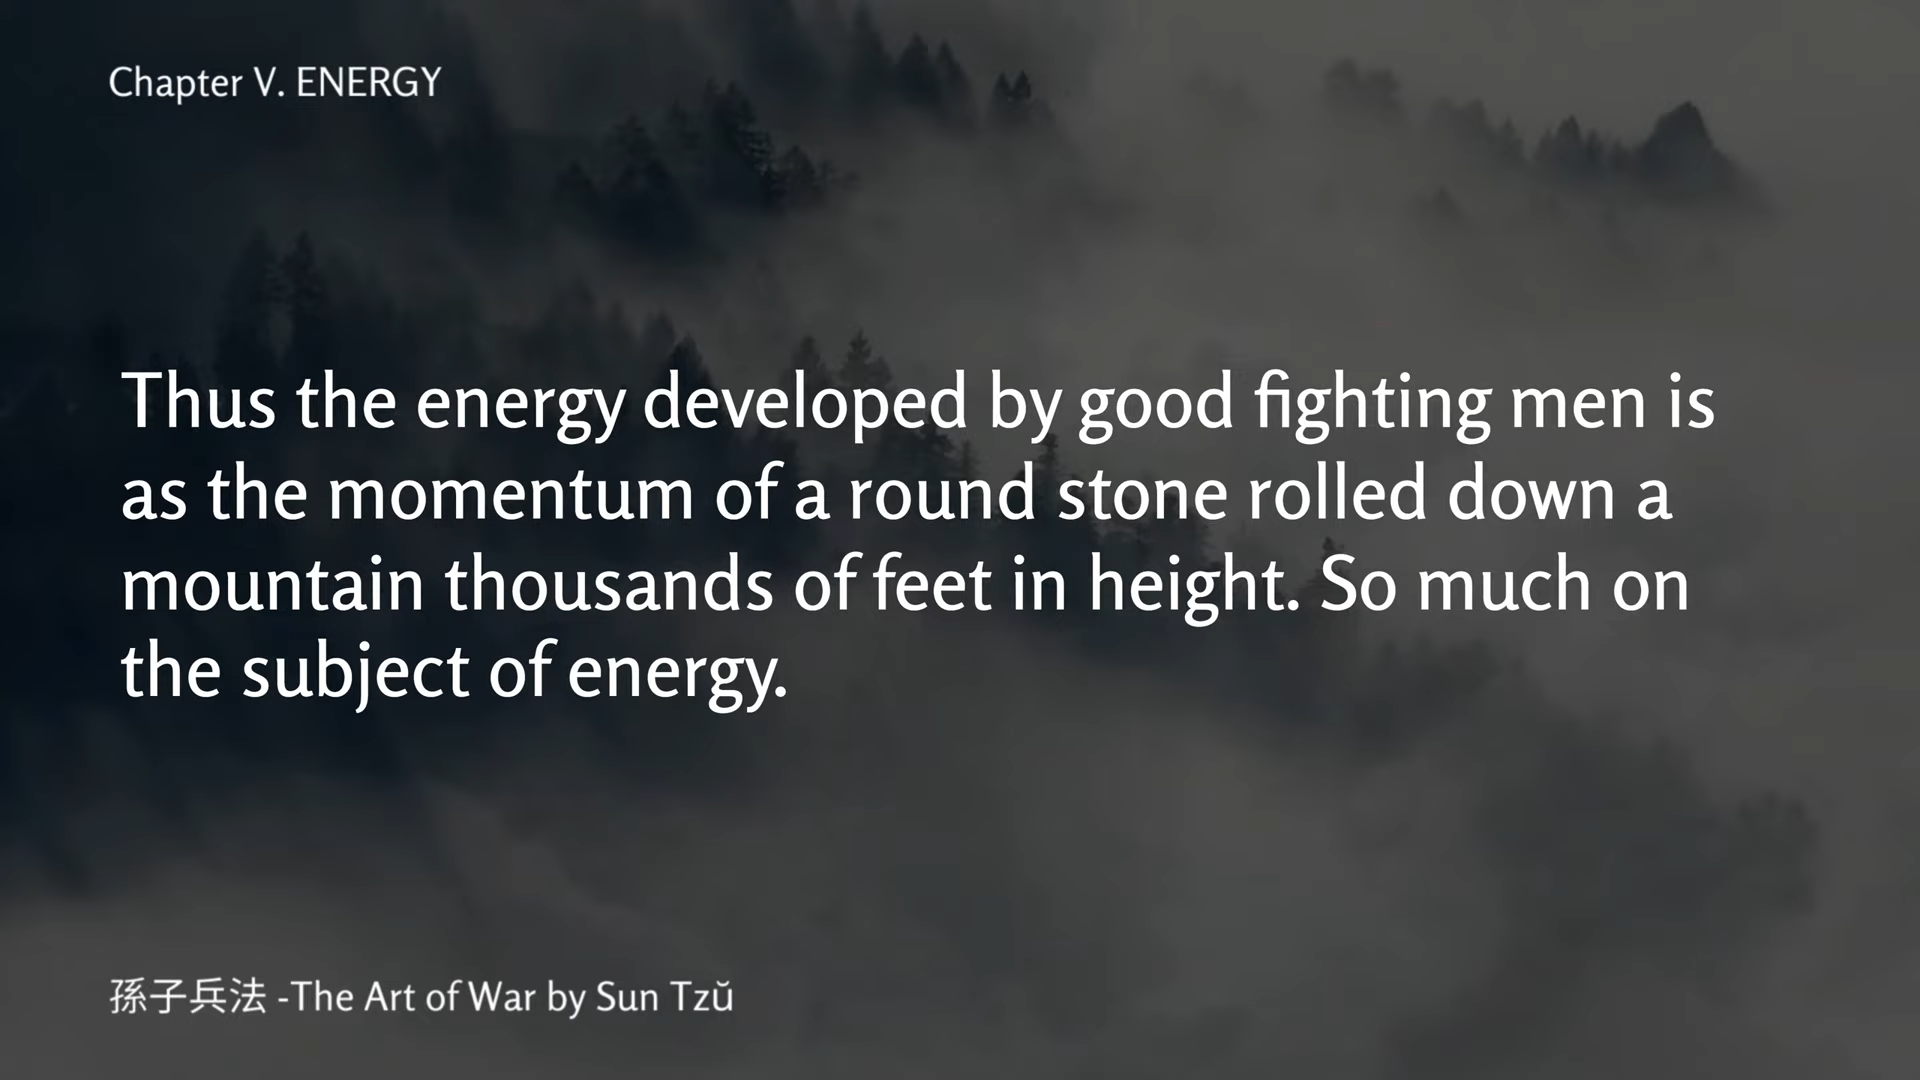 Chapter V. ENERGY
Thus the energy developed by good fighting men is
as the momentum of a round stone rolled down a
mountain thousands of feet in height. So much on
the subject of energy.
孫子兵法 -The Art of War by Sun Tzŭ